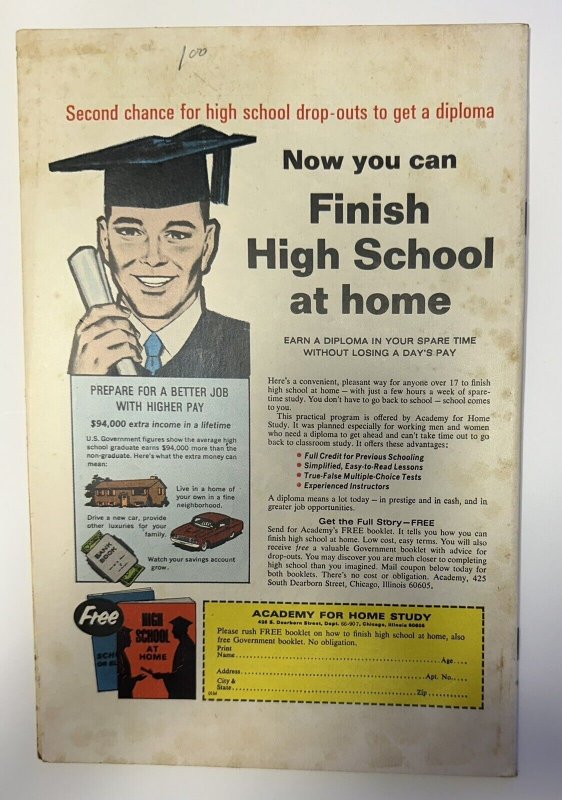 1.00
Second chance for high school drop-outs to get a diploma
Now you can
Finish
High School
at home
EARN A DIPLOMA IN YOUR SPARE TIME
WITHOUT LOSING A DAY'S PAY
PREPARE FOR A BETTER JOB
WITH HIGHER PAY
$94,000 extra income in a lifetime
U.S. Government figures show the average high
school graduate earns $94,000 more than the
non-graduate. Here's what the extra money can
mean:
Live in a home of
your own in a fine
neighborhood.
Drive a new car, provide
other luxuries for your
family.
BANK
BOOK
Watch your savings account
grow.
Here's a convenient, pleasant way for anyone over 17 to finish
high school at home — with just a few hours a week of spare-
time study. You don't have to go back to school — school comes
to you.
This practical program is offered by Academy for Home
Study. It was planned especially for working men and women
who need a diploma to get ahead and can't take time out to go
back to classroom study. It offers these advantages:
• Full Credit for Previous Schooling
• Simplified, Easy-to-Read Lessons
• True-False Multiple-Choice Tests
• Experienced Instructors
A diploma means a lot today — in prestige and in cash, and in
greater job opportunities.
Get the Full Story—FREE
Send for Academy's FREE booklet. It tells you how you can
finish high school at home. Low cost, easy terms. You will also
receive free a valuable Government booklet with advice for
drop-outs. You may discover you are much closer to completing
high school than you imagined. Mail coupon below today for
both booklets. There's no cost or obligation. Academy, 425
South Dearborn Street, Chicago, Illinois 60605.
Free
SCH
OR EL
HIGH
SCHOOL
AT
HOME
ACADEMY FOR HOME STUDY
425 S. Dearborn Street, Dept. Chicago, Illinois 60605
Please rush FREE booklet on how to finish high school at home, also
free Government booklet. No obligation.
Print
Name Age
Address Apt. No.
City &
State Zip